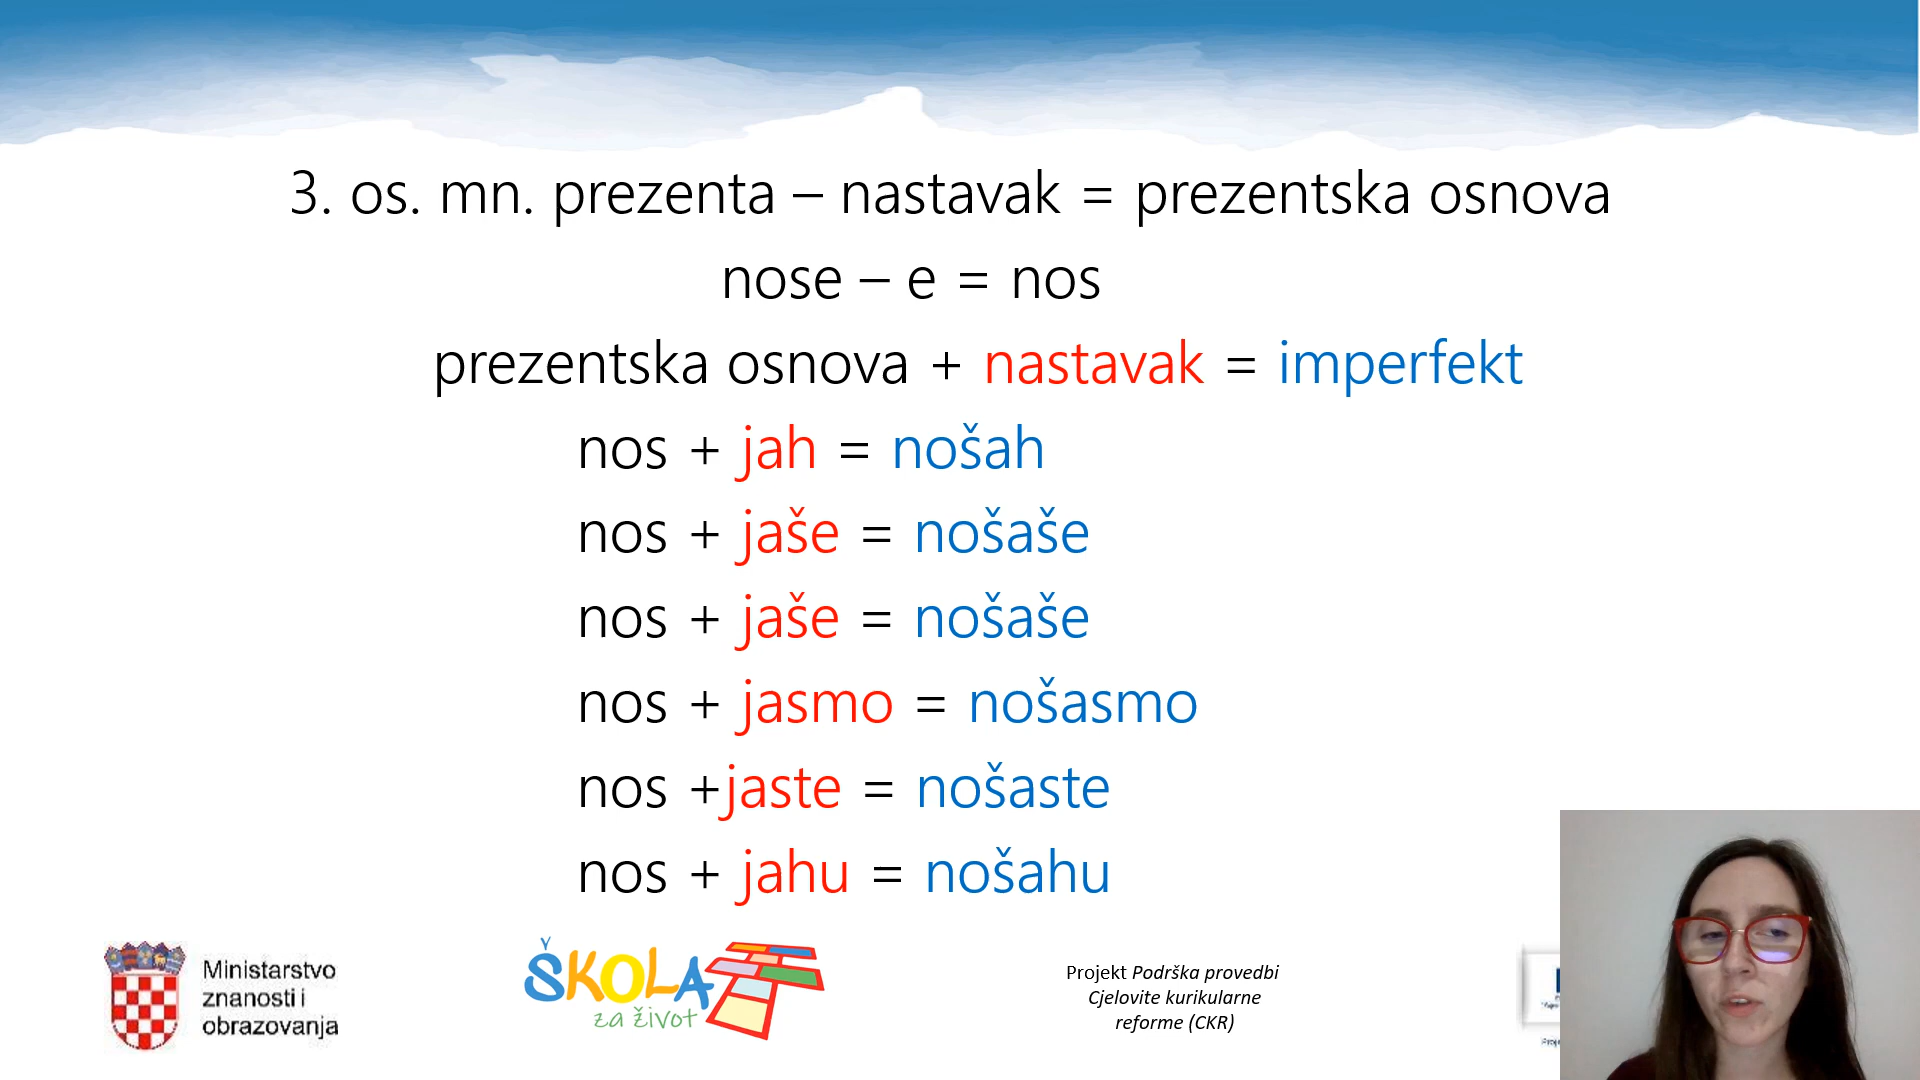 3. os. mn. prezenta – nastavak = prezentska osnova
nose – e = nos
prezentska osnova + nastavak = imperfekt
nos + jah = nošah
nos + jaše = nošaše
nos + jaše = nošaše
nos + jasmo = nošasmo
nos +jaste = nošaste
nos + jahu = nošahu
Ministarstvo
znanosti i
obrazovanja
ŠKOLA
za život
Projekt Podrška provedbi
Cjelovite kurikularne
reforme (CKR)